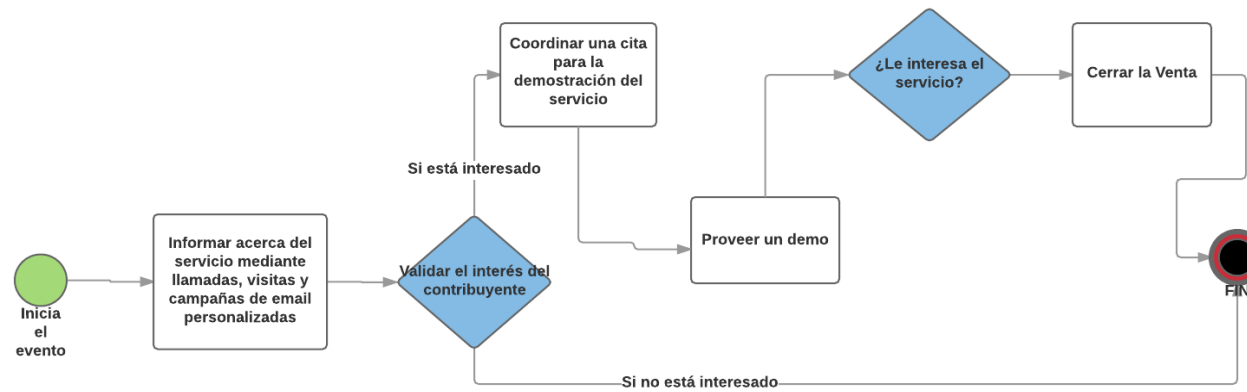 Inicia
el
evento
Informar acerca del
servicio mediante
llamadas, visitas y
campañas de email
personalizadas
Validar el interés del
contribuyente
Si está interesado
Coordinar una cita
para la
demostración del
servicio
Proveer un demo
¿Le interesa el
servicio?
Cerrar la Venta
Si no está interesado
FIN